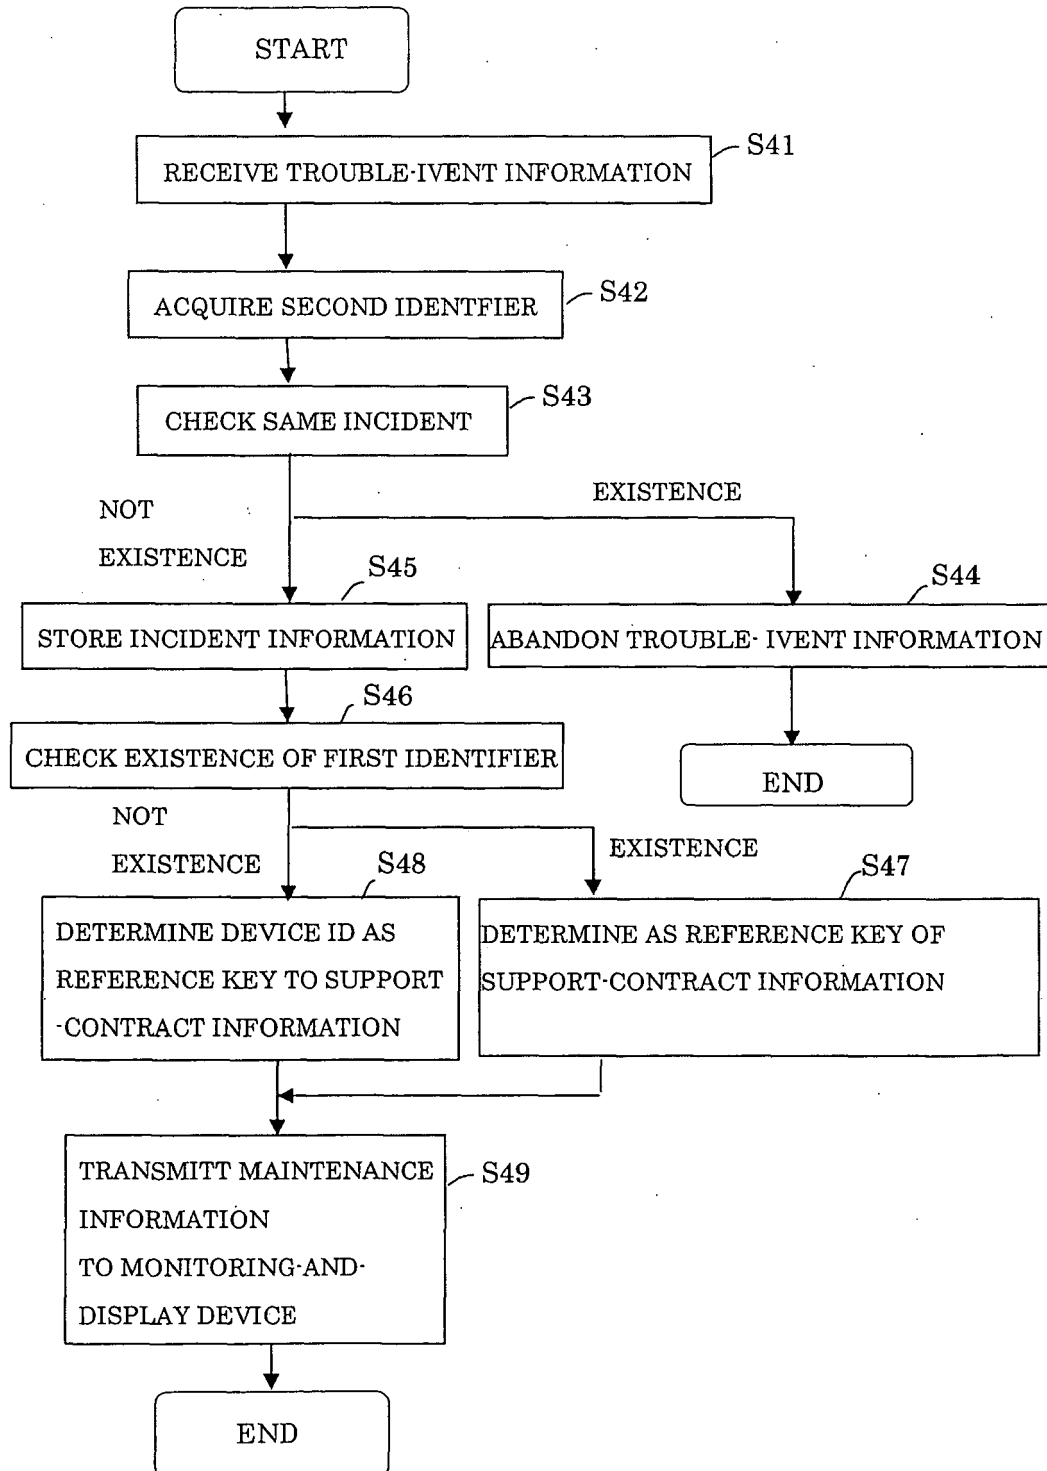 START
RECEIVE TROUBLE-IVENT INFORMATION
S41
ACQUIRE SECOND IDENTFIER
S42
CHECK SAME INCIDENT
S43
NOT
EXISTENCE
EXISTENCE
S45
STORE INCIDENT INFORMATION
S44
ABANDON TROUBLE- IVENT INFORMATION
END
S46
CHECK EXISTENCE OF FIRST IDENTIFIER
NOT
EXISTENCE
EXISTENCE
S48
DETERMINE DEVICE ID AS
REFERENCE KEY TO SUPPORT
-CONTRACT INFORMATION
S47
DETERMINE AS REFERENCE KEY OF
SUPPORT-CONTRACT INFORMATION
TRANSMITT MAINTENANCE
INFORMATION
TO MONITORING-AND-
DISPLAY DEVICE
S49
END